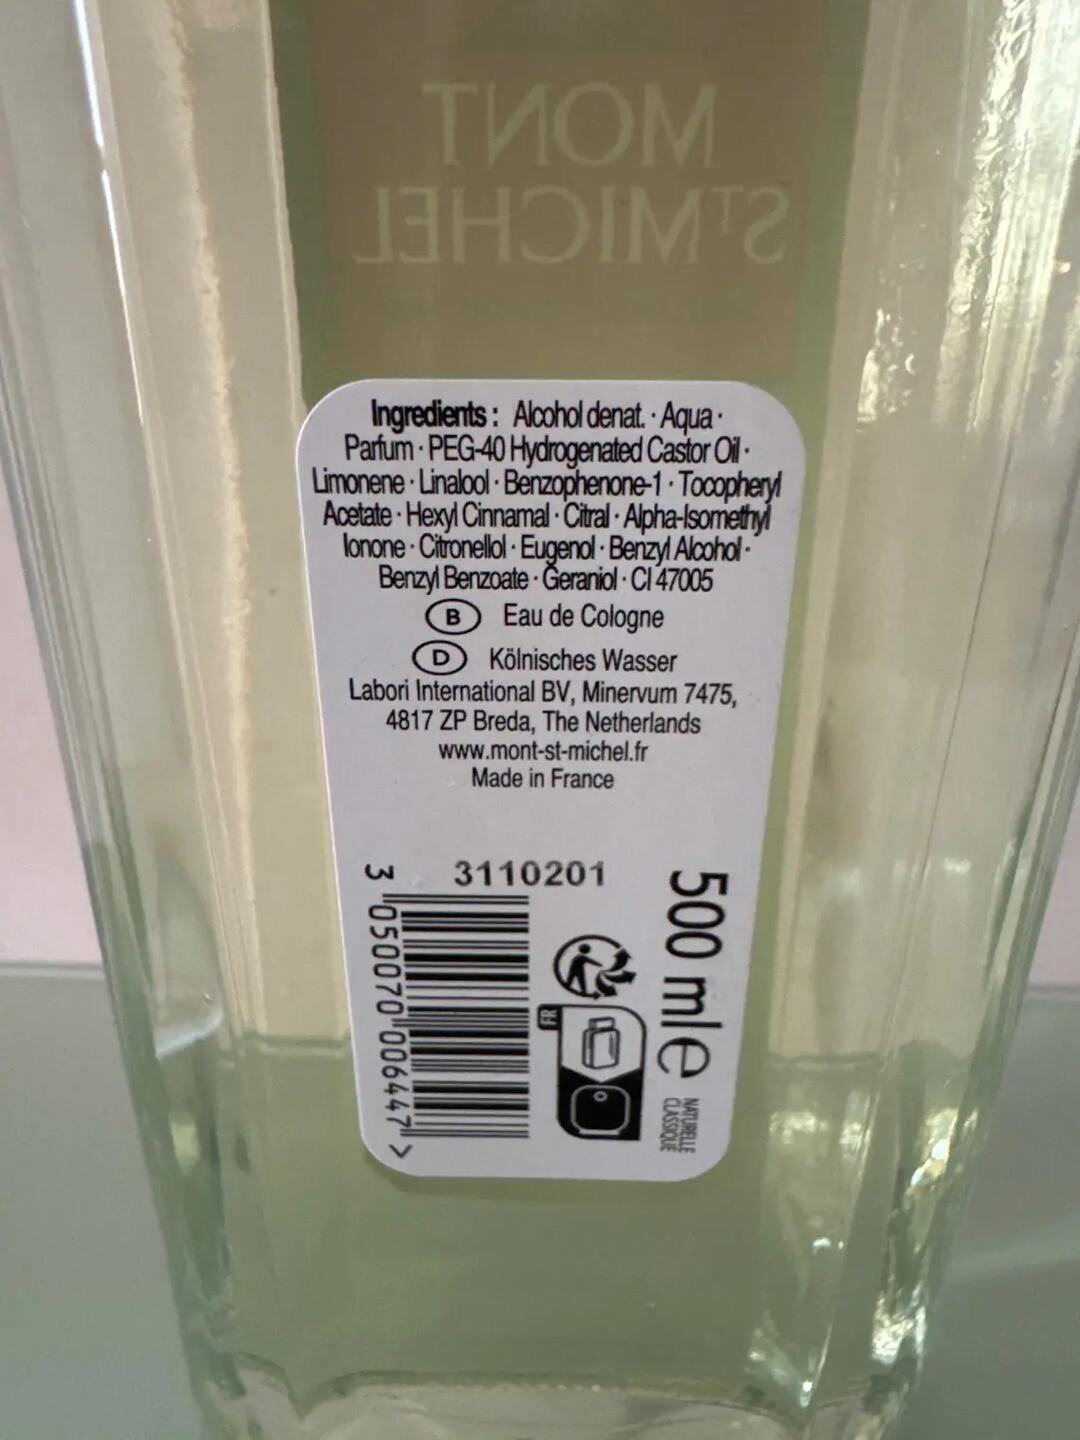 MONT
ST MICHEL
Ingredients : Alcohol denat. · Aqua ·
Parfum · PEG-40 Hydrogenated Castor Oil ·
Limonene · Linalool · Benzophenone-1 · Tocopheryl
Acetate · Hexyl Cinnamal · Citral · Alpha-Isomethyl
Ionone · Citronellol · Eugenol · Benzyl Alcohol ·
Benzyl Benzoate · Geraniol · CI 47005
B Eau de Cologne
D Kölnisches Wasser
Labori International BV, Minervum 7475,
4817 ZP Breda, The Netherlands
www.mont-st-michel.fr
Made in France
3110201
3 050070 006447 >
FR
500 ml e
NATURELLE
CLASSIQUE